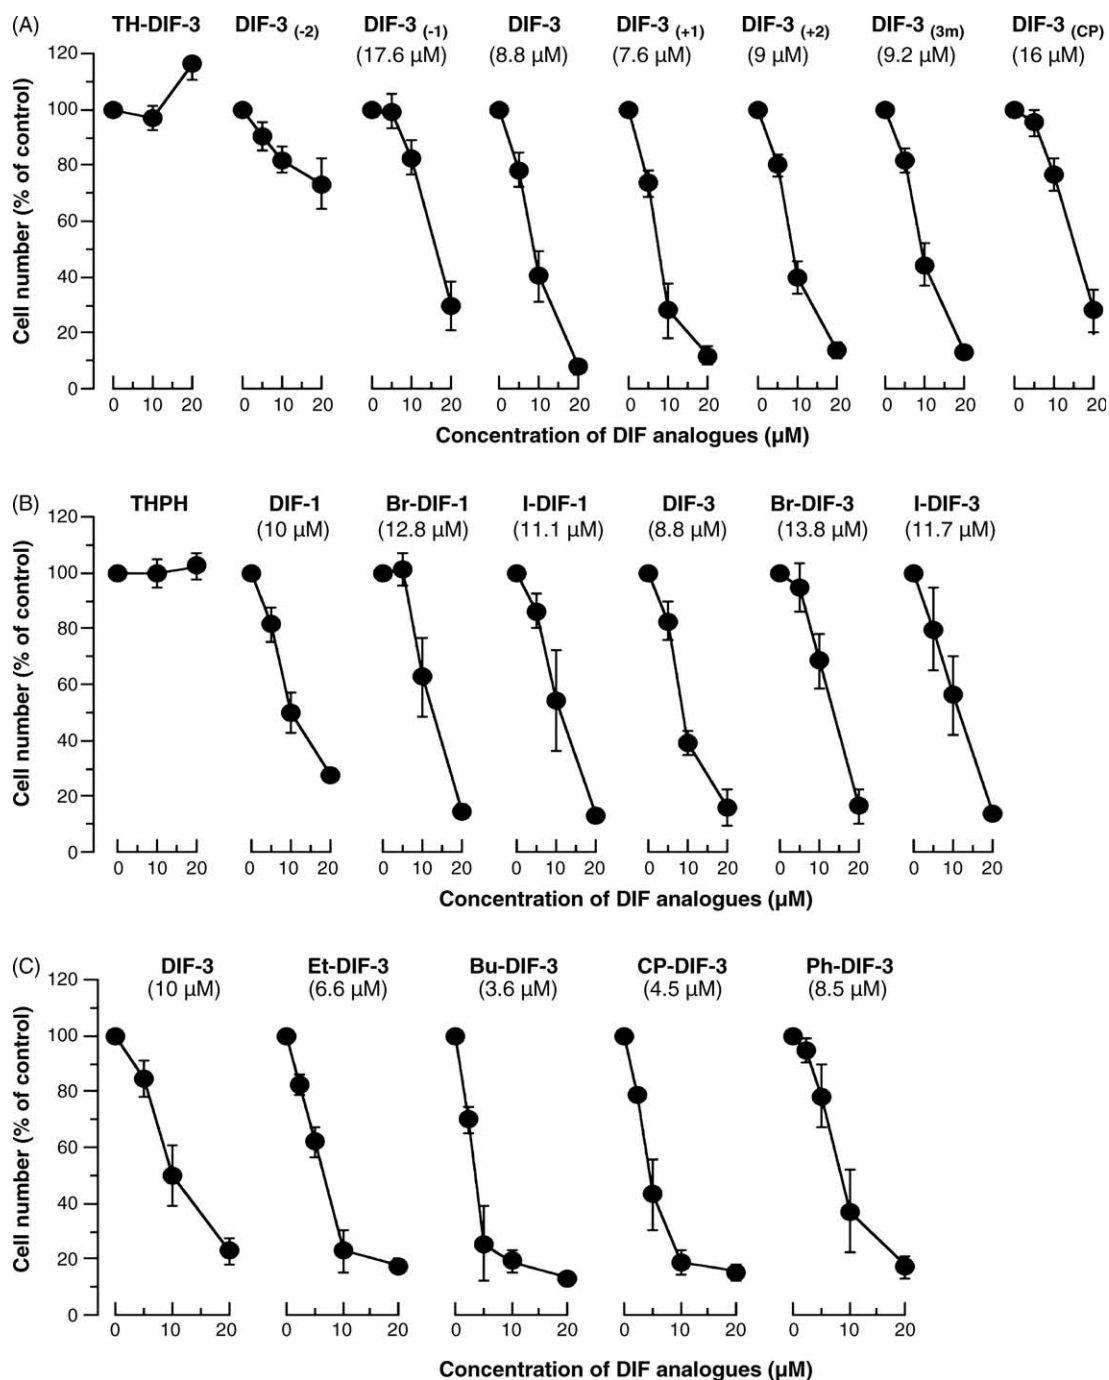 (A) TH-DIF-3 DIF-3 (-2) DIF-3 (-1) DIF-3 DIF-3 (+1) DIF-3 (+2) DIF-3 (3m) DIF-3 (CP)
(17.6 µM) (8.8 µM) (7.6 µM) (9 µM) (9.2 µM) (16 µM)
120
100
80
60
40
20
0
Cell number (% of control)
0 10 20 0 10 20 0 10 20 0 10 20 0 10 20 0 10 20 0 10 20 0 10 20
Concentration of DIF analogues (µM)
(B) THPH DIF-1 Br-DIF-1 I-DIF-1 DIF-3 Br-DIF-3 I-DIF-3
(10 µM) (12.8 µM) (11.1 µM) (8.8 µM) (13.8 µM) (11.7 µM)
120
100
80
60
40
20
0
Cell number (% of control)
0 10 20 0 10 20 0 10 20 0 10 20 0 10 20 0 10 20 0 10 20
Concentration of DIF analogues (µM)
(C) DIF-3 Et-DIF-3 Bu-DIF-3 CP-DIF-3 Ph-DIF-3
(10 µM) (6.6 µM) (3.6 µM) (4.5 µM) (8.5 µM)
120
100
80
60
40
20
0
Cell number (% of control)
0 10 20 0 10 20 0 10 20 0 10 20 0 10 20
Concentration of DIF analogues (µM)